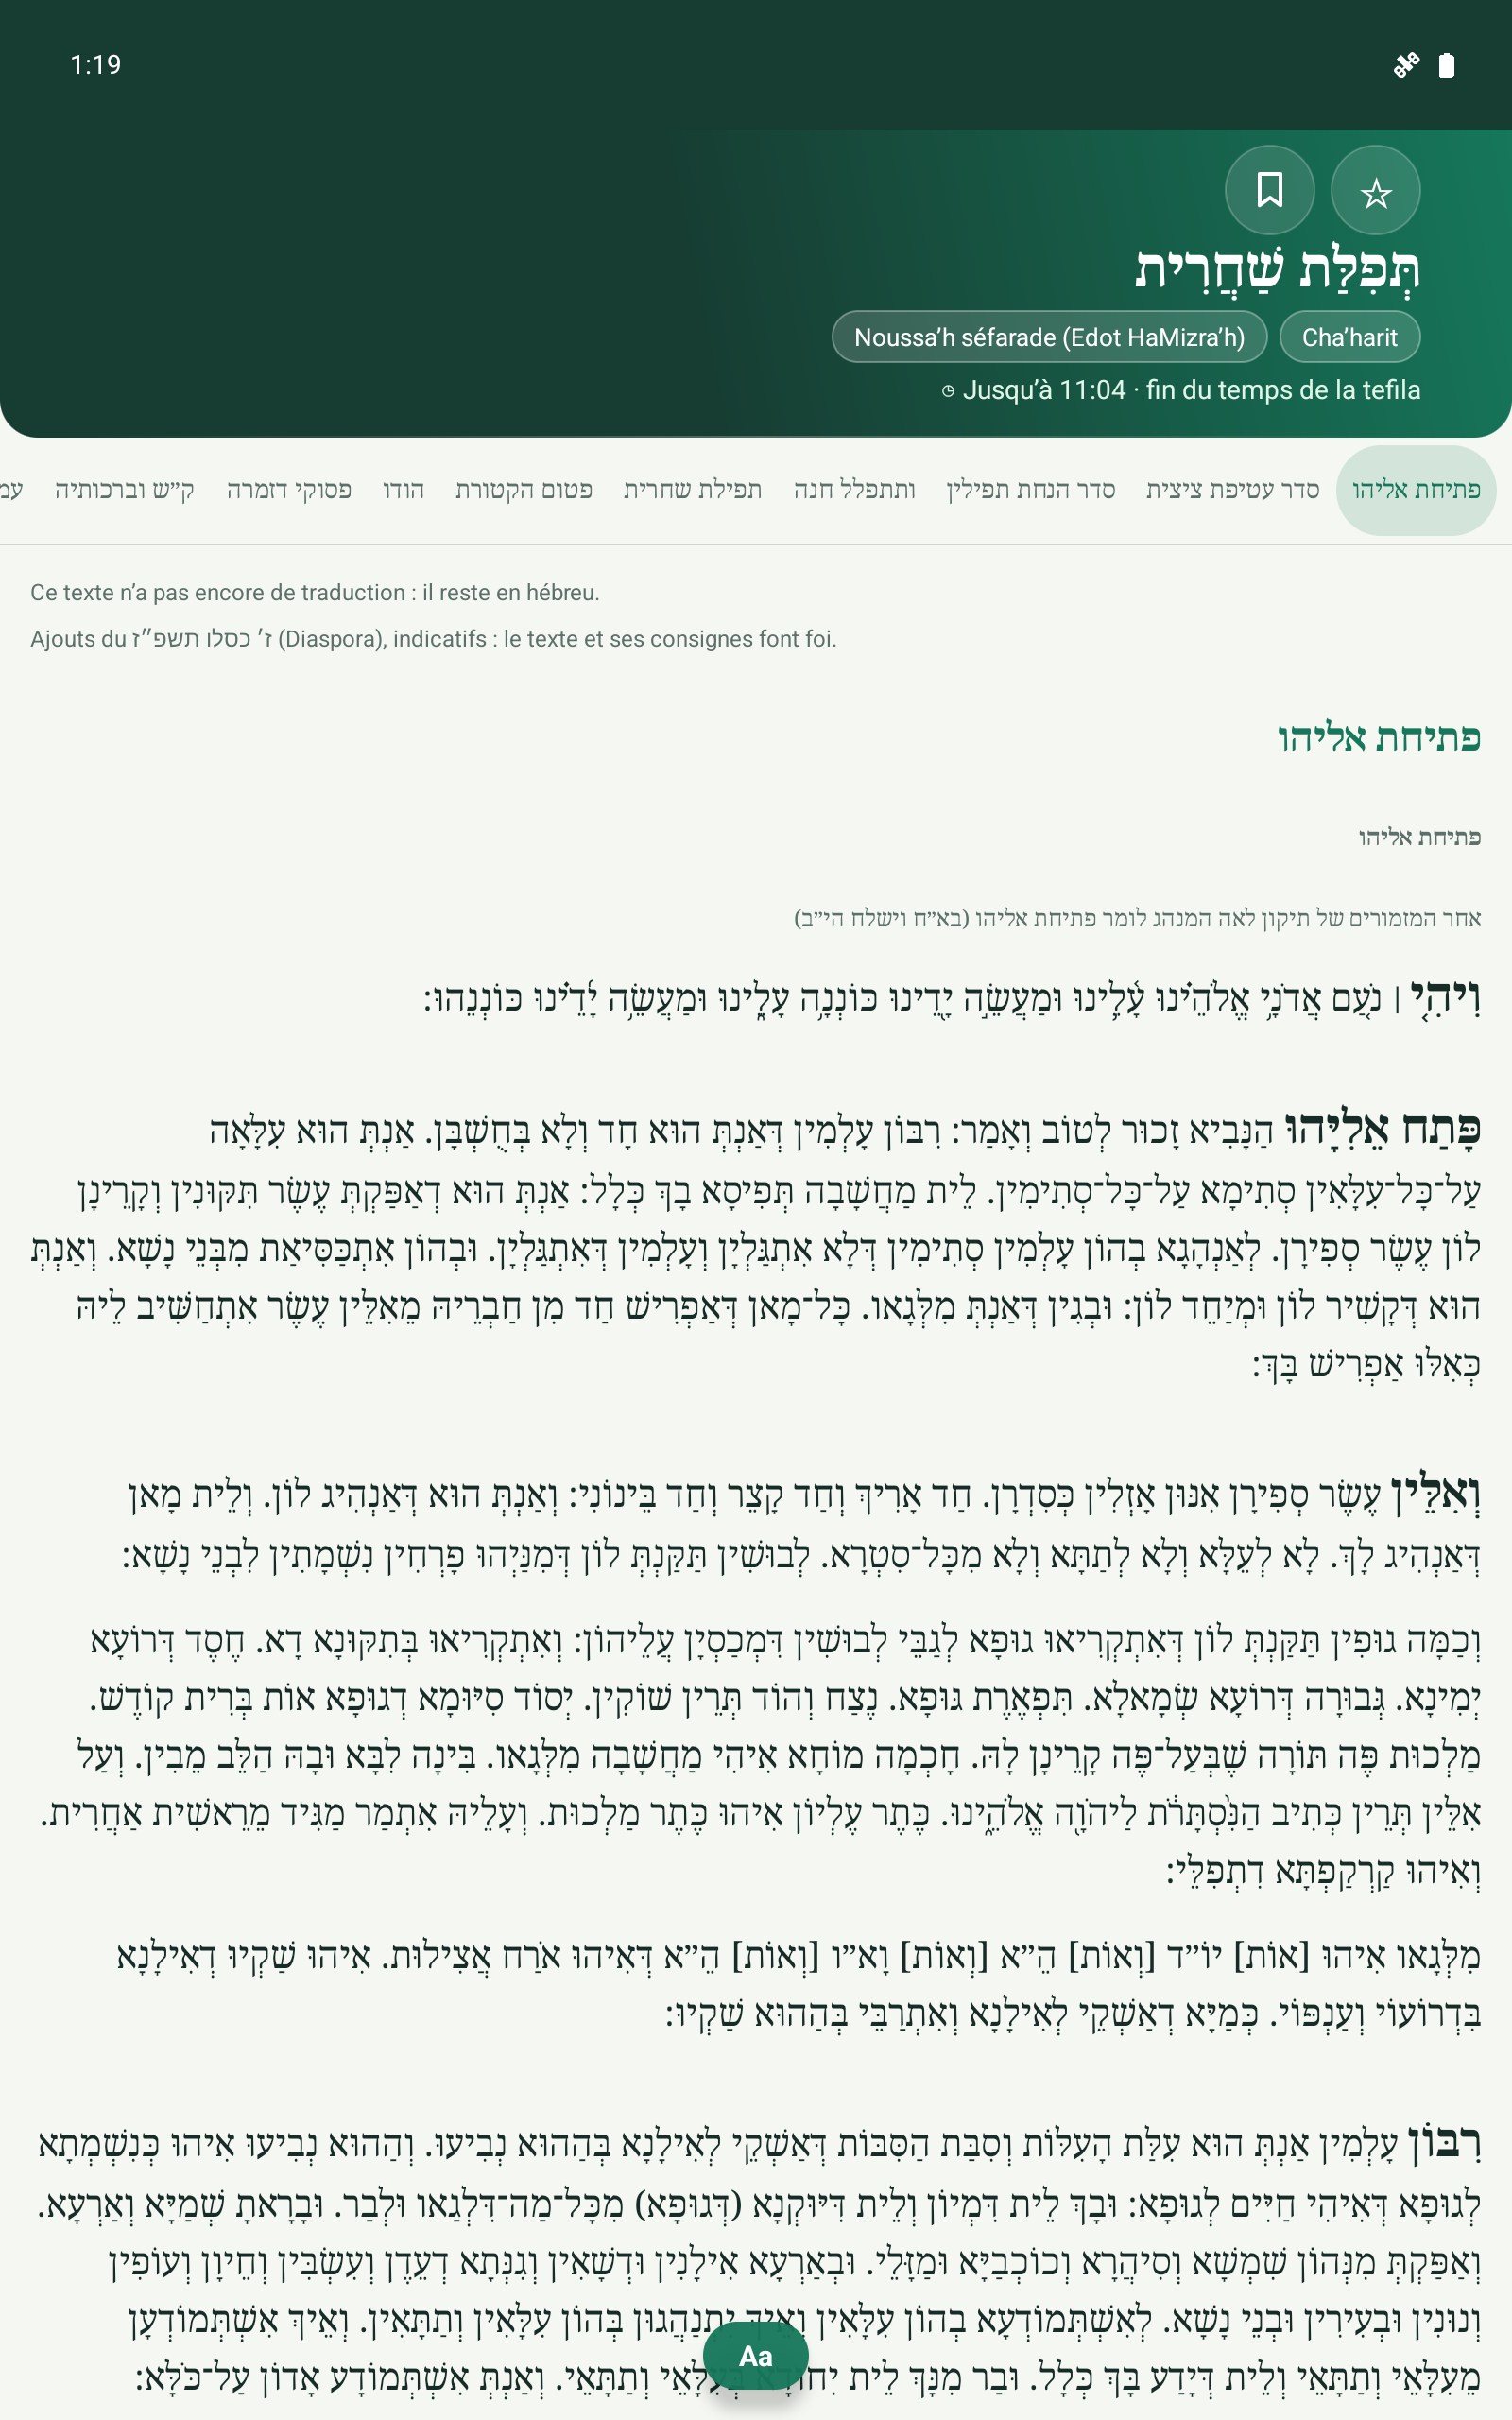 1:19
תְּפִלַּת שַׁחֲרִית
Noussa’h séfarade (Edot HaMizra’h) Cha’harit
Jusqu’à 11:04 · fin du temps de la tefila
פתיחת אליהו סדר עטיפת ציצית סדר הנחת תפילין ותתפלל חנה תפילת שחרית פטום הקטורת הודו פסוקי דזמרה ק״ש וברכותיה עמ
Ce texte n’a pas encore de traduction : il reste en hébreu.
Ajouts du ז׳ כסלו תשפ״ז (Diaspora), indicatifs : le texte et ses consignes font foi.
פתיחת אליהו
פתיחת אליהו
אחר המזמורים של תיקון לאה המנהג לומר פתיחת אליהו (בא״ח וישלח הי״ב)
וִיהִ֤י ׀ נֹ֤עַם אֲדֹנָ֥י אֱלֹהֵ֗ינוּ עָ֫לֵ֥ינוּ וּמַעֲשֵׂ֣ה יָ֭דֵינוּ כּוֹנְנָ֥ה עָלֵ֑ינוּ וּֽמַעֲשֵׂ֥ה יָ֝דֵ֗ינוּ כּוֹנְנֵֽהוּ׃
פָּתַח אֵלִיָּהוּ הַנָּבִיא זָכוּר לְטוֹב וְאָמַר: רִבּוֹן עָלְמִין דְּאַנְתְּ הוּא חָד וְלָא בְּחֻשְׁבָּן. אַנְתְּ הוּא עִלָּאָה
עַל־כָּל־עִלָּאִין סְתִימָא עַל־כָּל־סְתִימִין. לֵית מַחֲשָׁבָה תְּפִיסָא בָךְ כְּלָל: אַנְתְּ הוּא דְאַפַּקְתְּ עֶשֶׂר תִּקּוּנִין וְקָרֵינָן
לוֹן עֶשֶׂר סְפִירָן. לְאַנְהָגָא בְהוֹן עָלְמִין סְתִימִין דְּלָא אִתְגַּלְיָן וְעָלְמִין דְּאִתְגַּלְיָן. וּבְהוֹן אִתְכַּסִּיאַת מִבְּנֵי נָשָׁא. וְאַנְתְּ
הוּא דְּקָשִׁיר לוֹן וּמְיַחֵד לוֹן: וּבְגִין דְּאַנְתְּ מִלְּגָאו. כָּל־מָאן דְּאַפְרִישׁ חַד מִן חַבְרֵיהּ מֵאִלֵּין עֶשֶׂר אִתְחַשִּׁיב לֵיהּ
כְּאִלּוּ אַפְרִישׁ בָּךְ:
וְאִלֵּין עֶשֶׂר סְפִירָן אִנּוּן אָזְלִין כְּסִדְרָן. חַד אָרִיךְ וְחַד קָצֵר וְחַד בֵּינוֹנִי: וְאַנְתְּ הוּא דְּאַנְהִיג לוֹן. וְלֵית מָאן
דְּאַנְהִיג לָךְ. לָא לְעֵלָּא וְלָא לְתַתָּא וְלָא מִכָּל־סִטְרָא. לְבוּשִׁין תַּקַּנְתְּ לוֹן דְּמִנַּיְהוּ פָּרְחִין נִשְׁמָתִין לִבְנֵי נָשָׁא:
וְכַמָּה גוּפִין תַּקַּנְתְּ לוֹן דְּאִתְקְרִיאוּ גוּפָא לְגַבֵּי לְבוּשִׁין דִּמְכַסְיָן עֲלֵיהוֹן: וְאִתְקְרִיאוּ בְּתִקּוּנָא דָא. חֶסֶד דְּרוֹעָא
יְמִינָא. גְּבוּרָה דְּרוֹעָא שְׂמָאלָא. תִּפְאֶרֶת גּוּפָא. נֶצַח וְהוֹד תְּרֵין שׁוֹקִין. יְסוֹד סִיּוּמָא דְגוּפָא אוֹת בְּרִית קוֹדֶשׁ.
מַלְכוּת פֶּה תּוֹרָה שֶׁבְּעַל־פֶּה קָרֵינָן לָהּ. חָכְמָה מוֹחָא אִיהִי מַחֲשָׁבָה מִלְּגָאו. בִּינָה לִבָּא וּבָהּ הַלֵּב מֵבִין. וְעַל
אִלֵּין תְּרֵין כְּתִיב הַנִּ֨סְתָּרֹ֔ת לַיהוָ֖ה אֱלֹהֵ֑ינוּ. כֶּתֶר עֶלְיוֹן אִיהוּ כֶּתֶר מַלְכוּת. וְעָלֵיהּ אִתְמַר מַגִּיד מֵרֵאשִׁית אַחֲרִית.
וְאִיהוּ קַרְקַפְתָּא דִתְפִלֵּי:
מִלְּגָאו אִיהוּ [אוֹת] יוֹ״ד [וְאוֹת] הֵ״א [וְאוֹת] וָא״ו [וְאוֹת] הֵ״א דְּאִיהוּ אֹרַח אֲצִילוּת. אִיהוּ שַׁקְיוּ דְאִילָנָא
בִּדְרוֹעוֹי וְעַנְפּוֹי. כְּמַיָּא דְאַשְׁקֵי לְאִילָנָא וְאִתְרַבֵּי בְּהַהוּא שַׁקְיוּ:
רִבּוֹן עָלְמִין אַנְתְּ הוּא עִלַּת הָעִלּוֹת וְסִבַּת הַסִּבּוֹת דְּאַשְׁקֵי לְאִילָנָא בְּהַהוּא נְבִיעוּ. וְהַהוּא נְבִיעוּ אִיהוּ כְּנִשְׁמְתָא
לְגוּפָא דְּאִיהִי חַיִּים לְגוּפָא: וּבָךְ לֵית דִּמְיוֹן וְלֵית דִּיּוּקְנָא (דְּגוּפָא) מִכָּל־מַה־דִּלְגַאו וּלְבַר. וּבָרָאתָ שְׁמַיָּא וְאַרְעָא.
וְאַפַּקְתְּ מִנְּהוֹן שִׁמְשָׁא וְסִיהֲרָא וְכוֹכְבַיָּא וּמַזָּלֵי. וּבְאַרְעָא אִילָנִין וּדְשָׁאִין וְגִנְּתָא דְעֵדֶן וְעִשְׂבִּין וְחֵיוָן וְעוֹפִין
וְנוּנִין וּבְעִירִין וּבְנֵי נָשָׁא. לְאִשְׁתְּמוֹדְעָא בְהוֹן עִלָּאִין וְאֵיךְ יִתְנַהֲגוּן בְּהוֹן עִלָּאִין וְתַתָּאִין. וְאֵיךְ אִשְׁתְּמוֹדְעָן
מֵעִלָּאֵי וְתַתָּאֵי וְלֵית דְּיָדַע בָּךְ כְּלָל. וּבַר מִנָּךְ לֵית יִחוּדָא בְּעִלָּאֵי וְתַתָּאֵי. וְאַנְתְּ אִשְׁתְּמוֹדָע אָדוֹן עַל־כֹּלָּא:
Aa